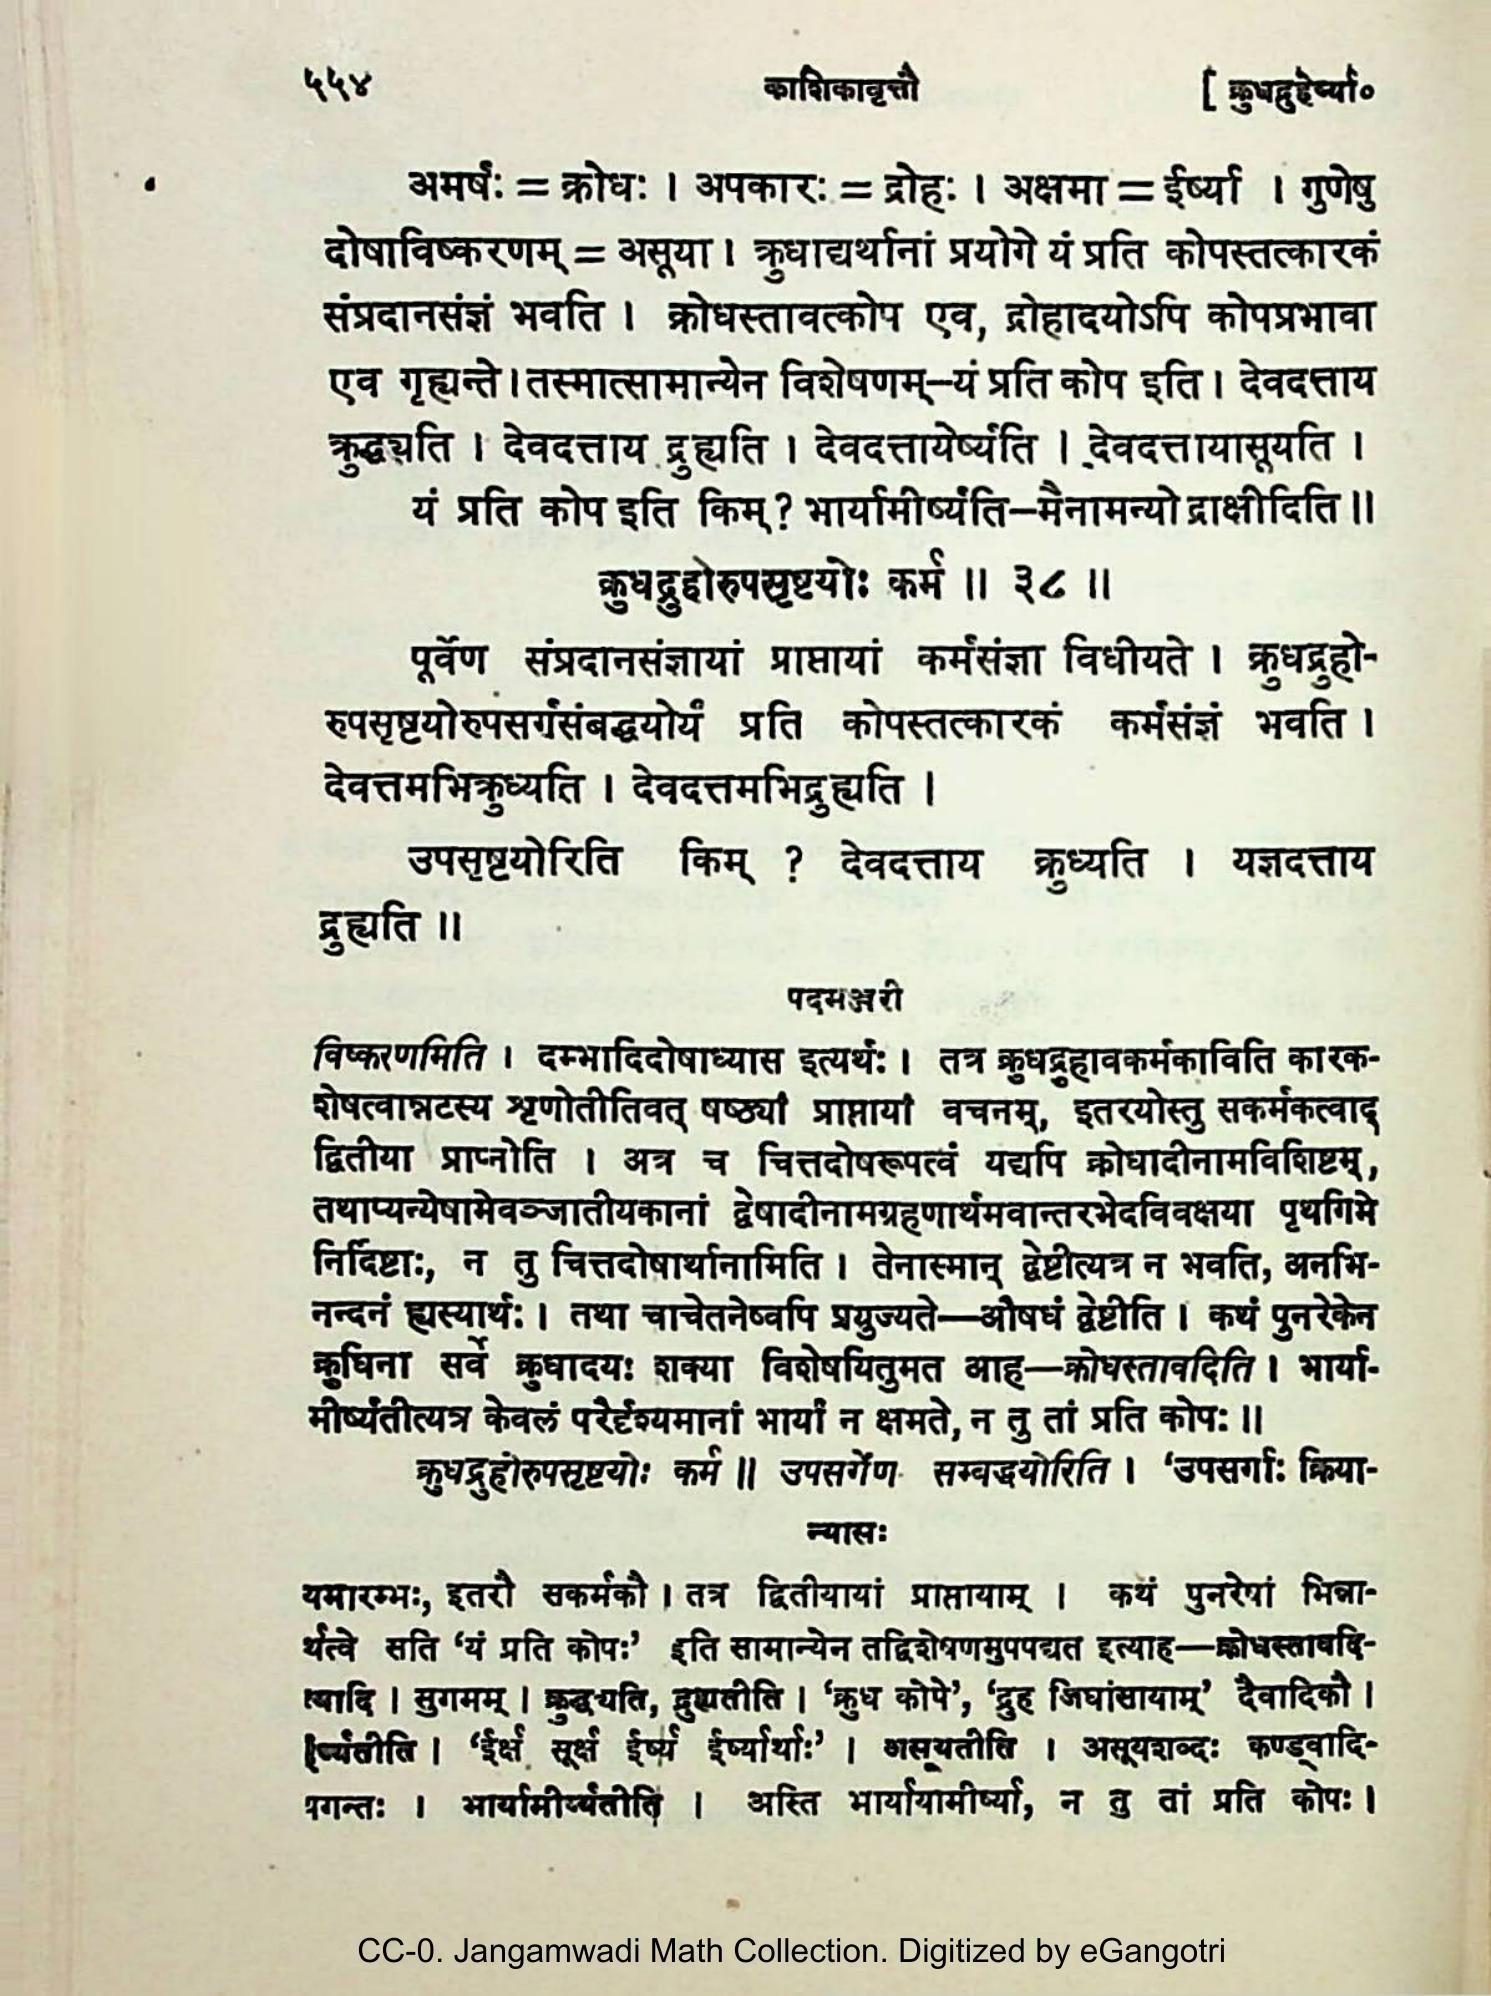 ५५४ काशिकावृत्तौ [ क्रुधद्रुहेर्ष्या०
अमर्षः = क्रोधः । अपकारः = द्रोहः । अक्षमा = ईर्ष्या । गुणेषु
दोषाविष्करणम् = असूया । क्रुधाद्यर्थानां प्रयोगे यं प्रति कोपस्तत्कारकं
संप्रदानसंज्ञं भवति । क्रोधस्तावत्कोप एव, द्रोहादयोऽपि कोपप्रभावा
एव गृह्यन्ते । तस्मात्सामान्येन विशेषणम्–यं प्रति कोप इति । देवदत्ताय
क्रुद्ध्यति । देवदत्ताय द्रुह्यति । देवदत्तायेर्ष्यति । देवदत्तायासूयति ।
यं प्रति कोप इति किम् ? भार्यामीर्ष्यति–मैनामन्यो द्राक्षीदिति ॥
क्रुधद्रुहोरुपसृष्टयोः कर्म ॥ ३८ ॥
पूर्वेण संप्रदानसंज्ञायां प्राप्तायां कर्मसंज्ञा विधीयते । क्रुधद्रुहो-
रुपसृष्टयोरुपसर्गसंबद्धयोर्यं प्रति कोपस्तत्कारकं कर्मसंज्ञं भवति ।
देवत्तमभिक्रुध्यति । देवदत्तमभिद्रुह्यति ।
उपसृष्टयोरिति किम् ? देवदत्ताय क्रुध्यति । यज्ञदत्ताय
द्रुह्यति ॥
पदमञ्जरी
विष्करणमिति । दम्भादिदोषाध्यास इत्यर्थः । तत्र क्रुधद्रुहावकर्मकाविति कारक-
शेषत्वान्नटस्य शृणोतीतिवत् षष्ठ्यां प्राप्तायां वचनम्, इतरयोस्तु सकर्मकत्वाद्
द्वितीया प्राप्नोति । अत्र च चित्तदोषरूपत्वं यद्यपि क्रोधादीनामविशिष्टम्,
तथाप्यन्येषामेवञ्जातीयकानां द्वेषादीनामग्रहणार्थमवान्तरभेदविवक्षया पृथगिमे
निर्दिष्टाः, न तु चित्तदोषार्थानामिति । तेनास्मान् द्वेष्टीत्यत्र न भवति, अनभि-
नन्दनं ह्यस्यार्थः । तथा चाचेतनेष्वपि प्रयुज्यते—औषधं द्वेष्टीति । कथं पुनरेकेन
क्रुधिना सर्वे क्रुधादयः शक्या विशेषयितुमत आह—क्रोधस्तावदिति । भार्या-
मीर्ष्यतीत्यत्र केवलं परैर्दृश्यमानां भार्यां न क्षमते, न तु तां प्रति कोपः ॥
क्रुधद्रुहोरुपसृष्टयोः कर्म ॥ उपसर्गेण सम्बद्धयोरिति । ‘उपसर्गाः क्रिया-
न्यासः
यमारम्भः, इतरौ सकर्मकौ । तत्र द्वितीयायां प्राप्तायाम् । कथं पुनरेषां भिन्ना-
र्थत्वे सति ‘यं प्रति कोपः’ इति सामान्येन तद्विशेषणमुपपद्यत इत्याह—क्रोधस्तावदि-
त्यादि । सुगमम् । क्रुद्ध्यति, द्रुह्यतीति । ‘क्रुध कोपे’, ‘द्रुह जिघांसायाम्’ दैवादिकौ ।
र्ष्यतीति । ‘ईर्क्ष सूर्क्ष ईर्ष्य ईर्ष्यार्थाः’ । असूयतीति । असूयशब्दः कण्ड्वादि-
यगन्तः । भार्यामीर्ष्यतीति । अस्ति भार्यायामीर्ष्या, न तु तां प्रति कोपः ।
CC-0. Jangamwadi Math Collection. Digitized by eGangotri